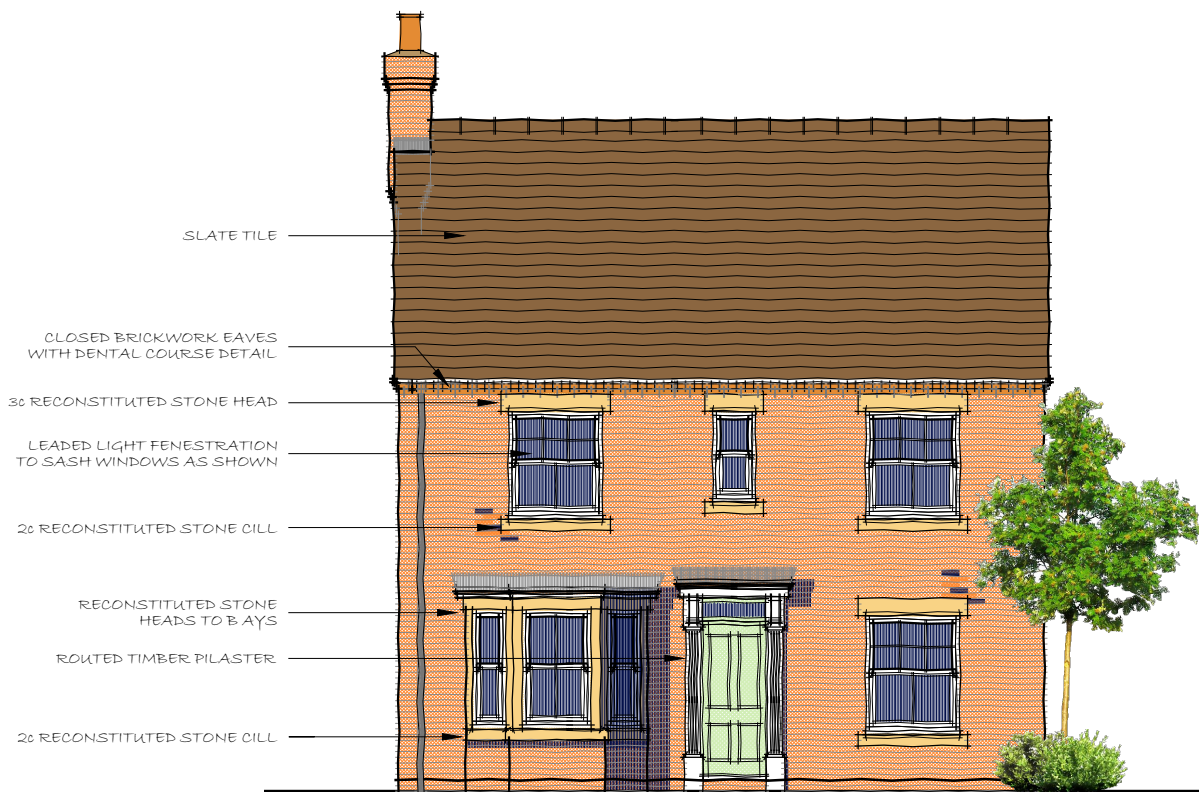 SLATE TILE
CLOSED BRICKWORK EAVES
WITH DENTAL COURSE DETAIL
3c RECONSTITUTED STONE HEAD
LEADED LIGHT FENESTRATION
TO SASH WINDOWS AS SHOWN
2c RECONSTITUTED STONE CILL
RECONSTITUTED STONE
HEADS TO B AYS
ROUTED TIMBER PILASTER
2c RECONSTITUTED STONE CILL